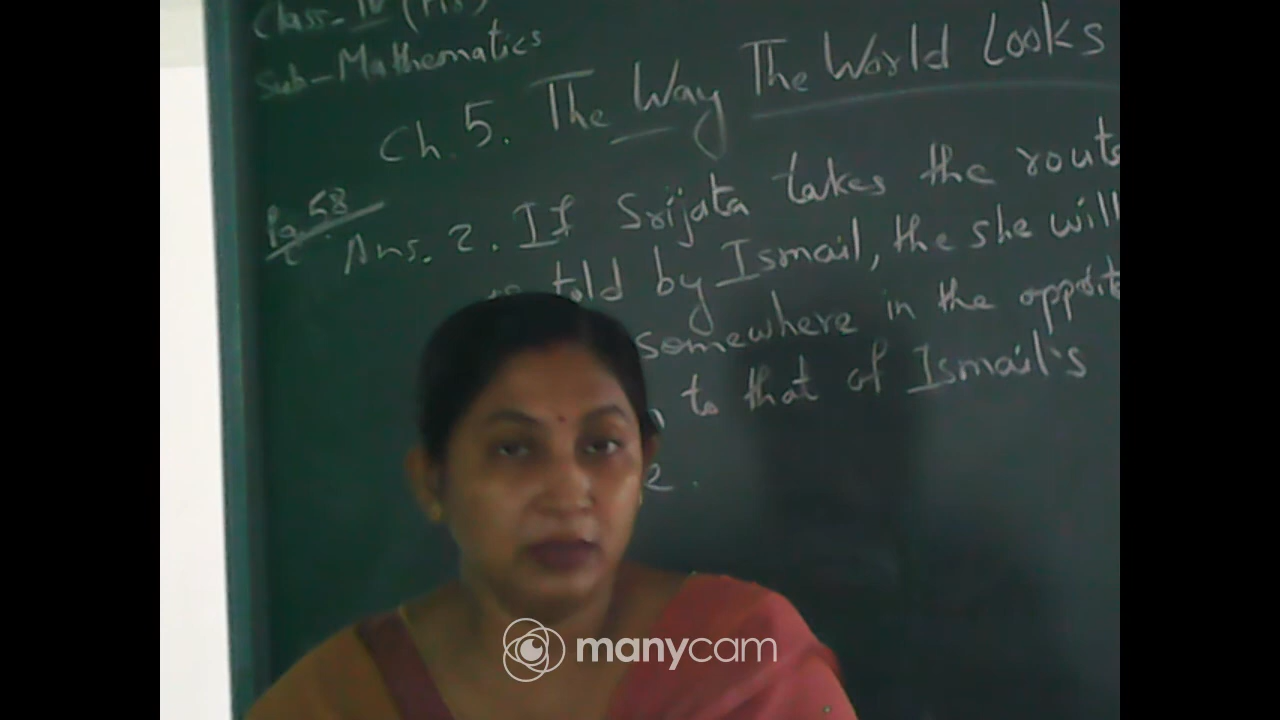 Class-IV
Sub-Mathematics
Ch. 5. The Way The World Looks
Pg. 58
Ans. 2. If Srijata takes the route
told by Ismail, the she will
somewhere in the opposit
to that of Ismail's
manycam